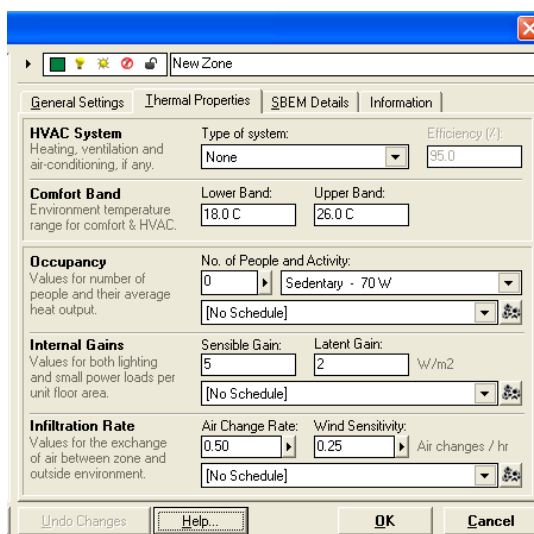 New Zone
General Settings Thermal Properties SBEM Details Information
HVAC System Type of system: Efficiency (%):
Heating, ventilation and
air-conditioning, if any.
None 95.0
Comfort Band Lower Band: Upper Band:
Environment temperature
range for comfort & HVAC.
18.0 C 26.0 C
Occupancy No. of People and Activity:
Values for number of
people and their average
heat output.
0 Sedentary - 70 W
[No Schedule]
Internal Gains Sensible Gain: Latent Gain:
Values for both lighting
and small power loads per
unit floor area.
5 2 W/m2
[No Schedule]
Infiltration Rate Air Change Rate: Wind Sensitivity:
Values for the exchange
of air between zone and
outside environment.
0.50 0.25 Air changes / hr
[No Schedule]
Undo Changes Help... OK Cancel